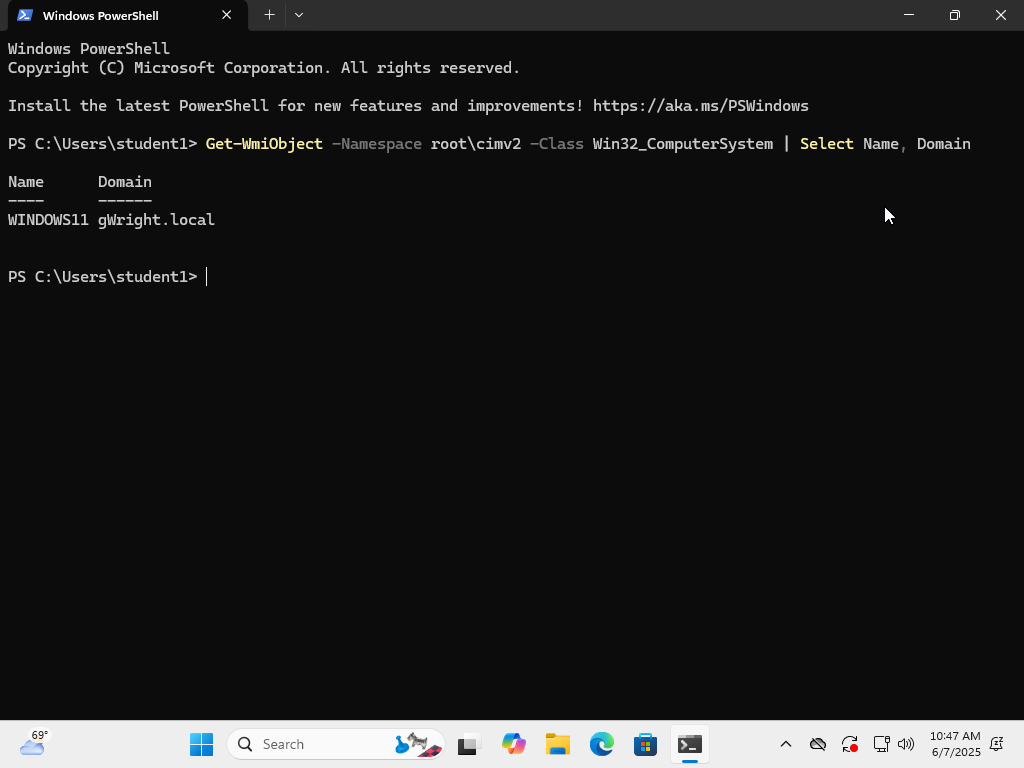 Windows PowerShell
Windows PowerShell
Copyright (C) Microsoft Corporation. All rights reserved.
Install the latest PowerShell for new features and improvements! https://aka.ms/PSWindows
PS C:\Users\student1> Get-WmiObject -Namespace root\cimv2 -Class Win32_ComputerSystem | Select Name, Domain
Name      Domain
----      ------
WINDOWS11 gWright.local
PS C:\Users\student1>
69°
Search
10:47 AM
6/7/2025